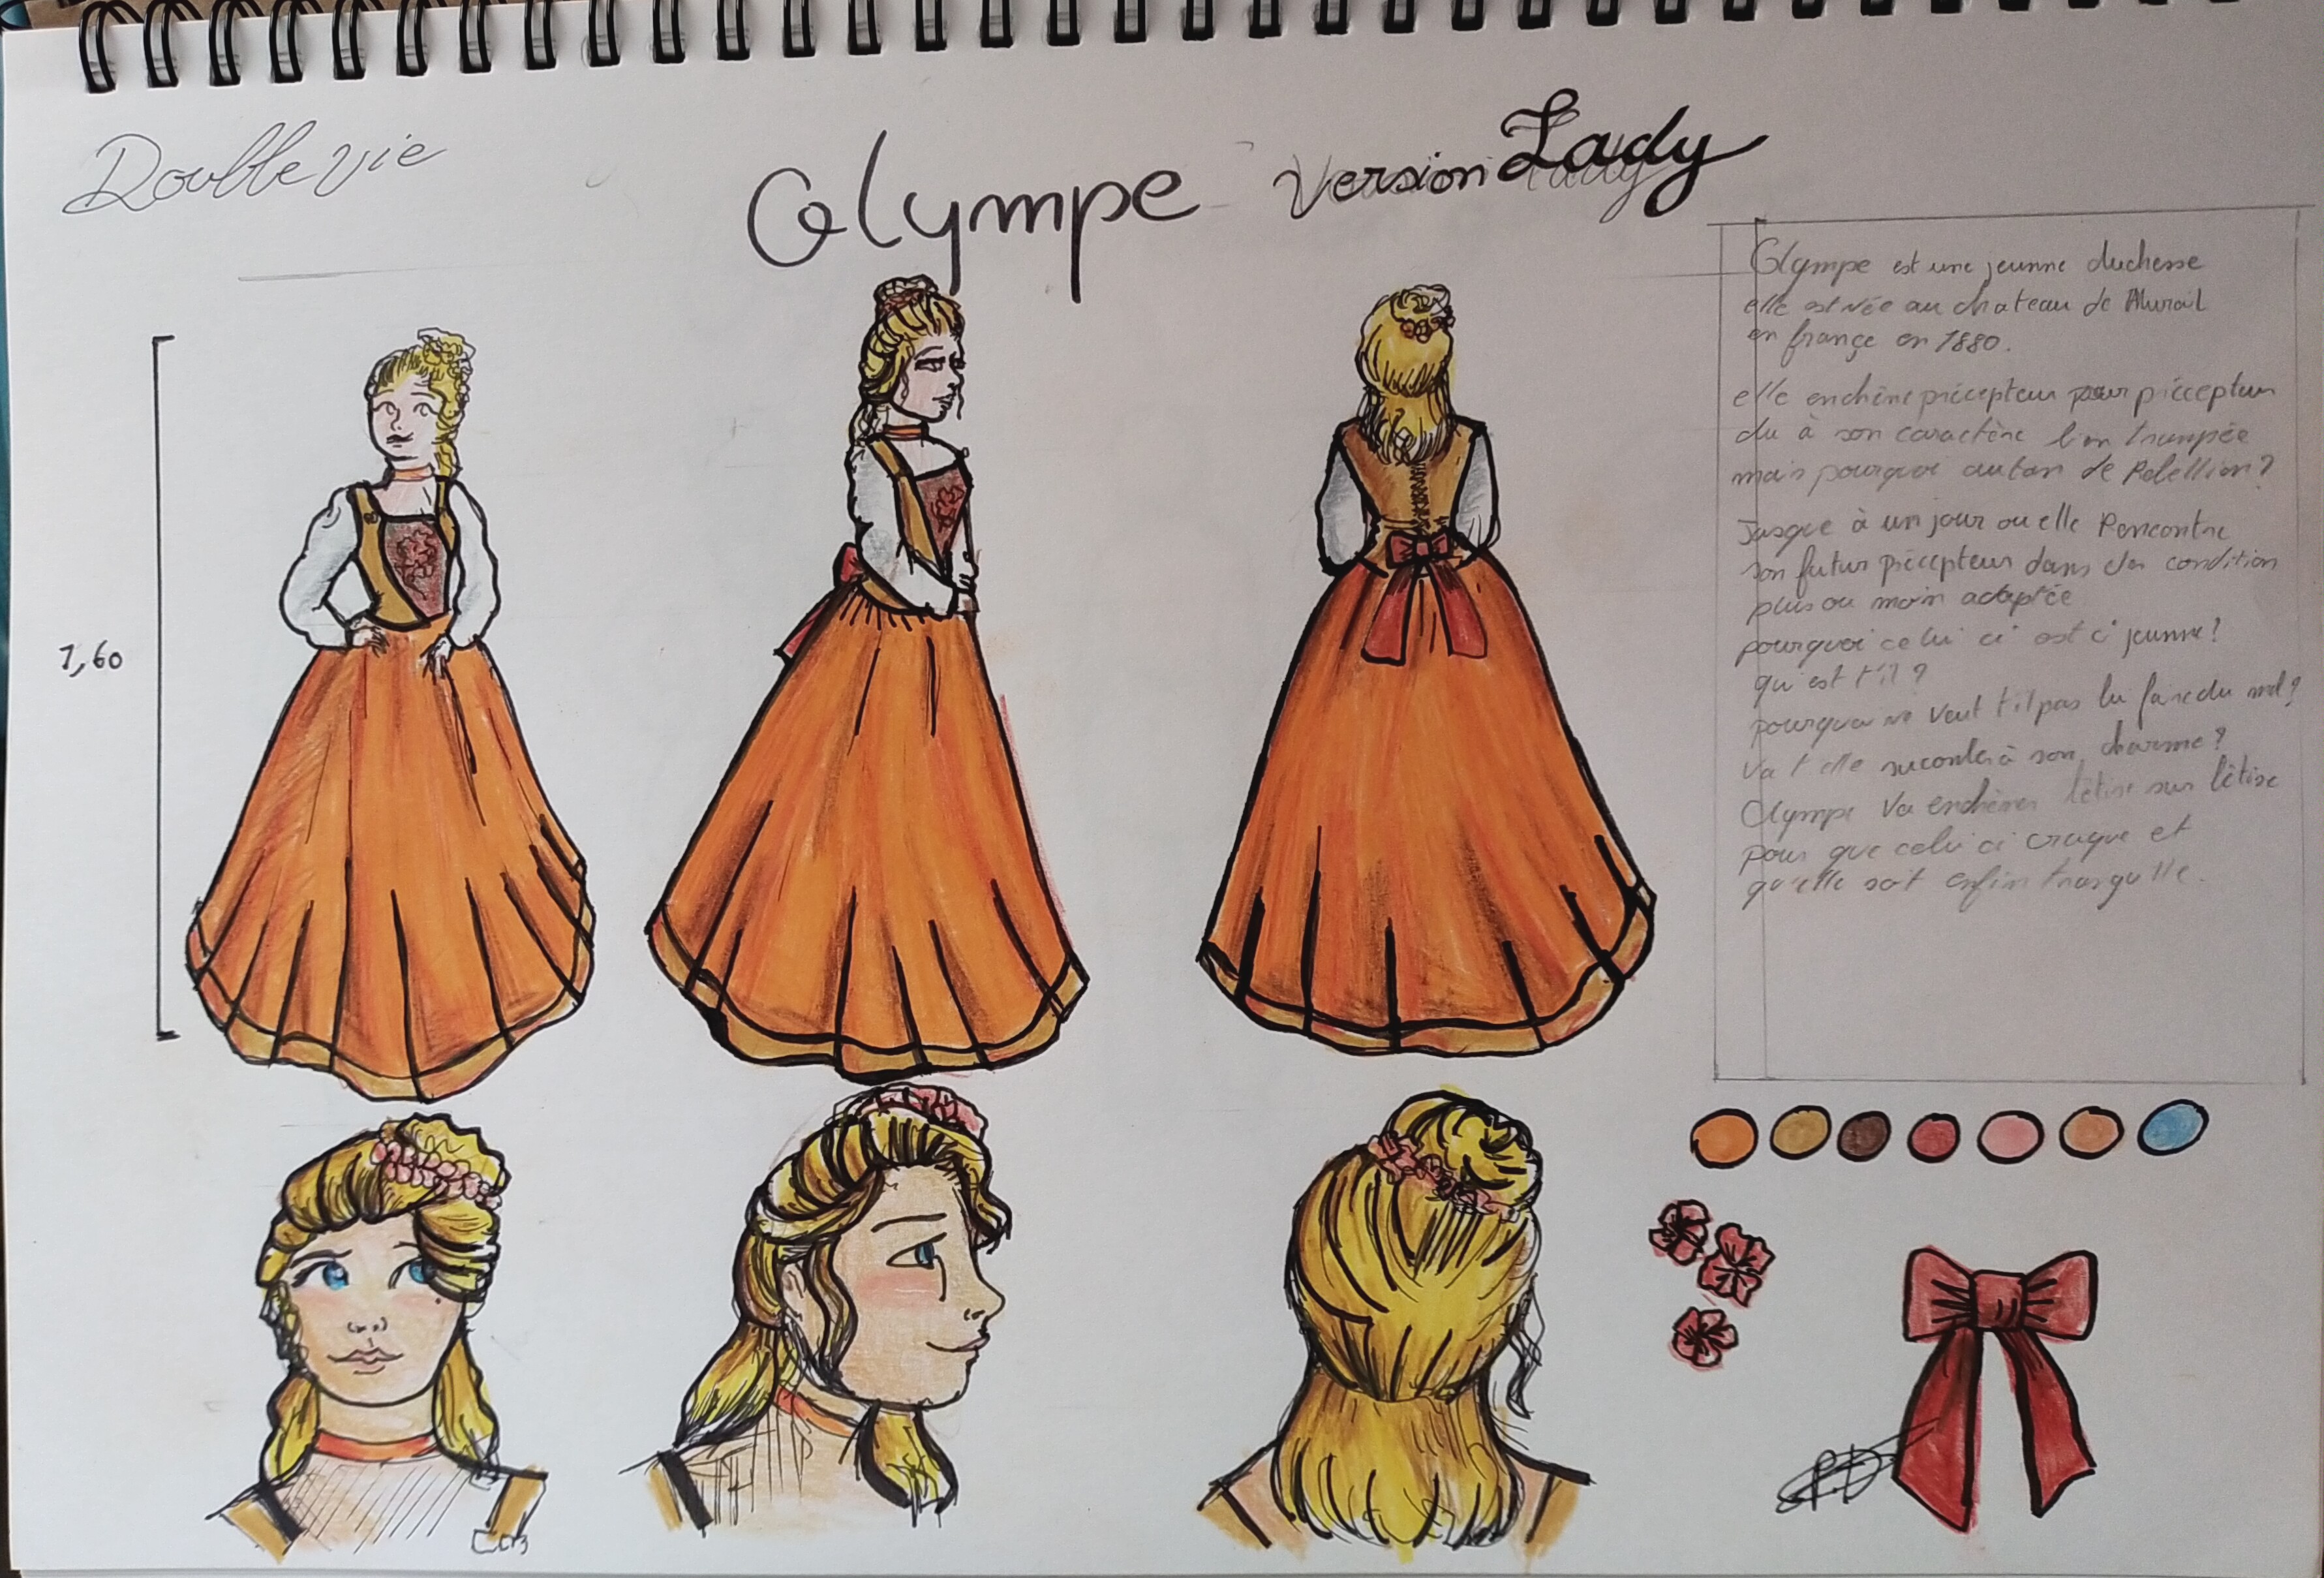 Double vie
Olympe - Version Lady
1,60
Olympe est une jeunne duchesse
elle est née au chateau de Murail
en françe en 1880.
elle enchène précepteur pour précepteur
du à son caractène bien trempée
mais pourquoi autan de Rebellion?
Jusque à un jour ou elle Rencontre
son futur précepteur dans des condition
plus ou moin adaptée
pourquoi celui ci est ci jeunne?
qui est t'il?
pourquoi ne veut t'il pas lui faire du mal?
Va t elle succonber à son charme?
Olympe Va enchèner bêtise sur bêtise
pour que celui ci craque et
qu'elle soit enfin tranquille.